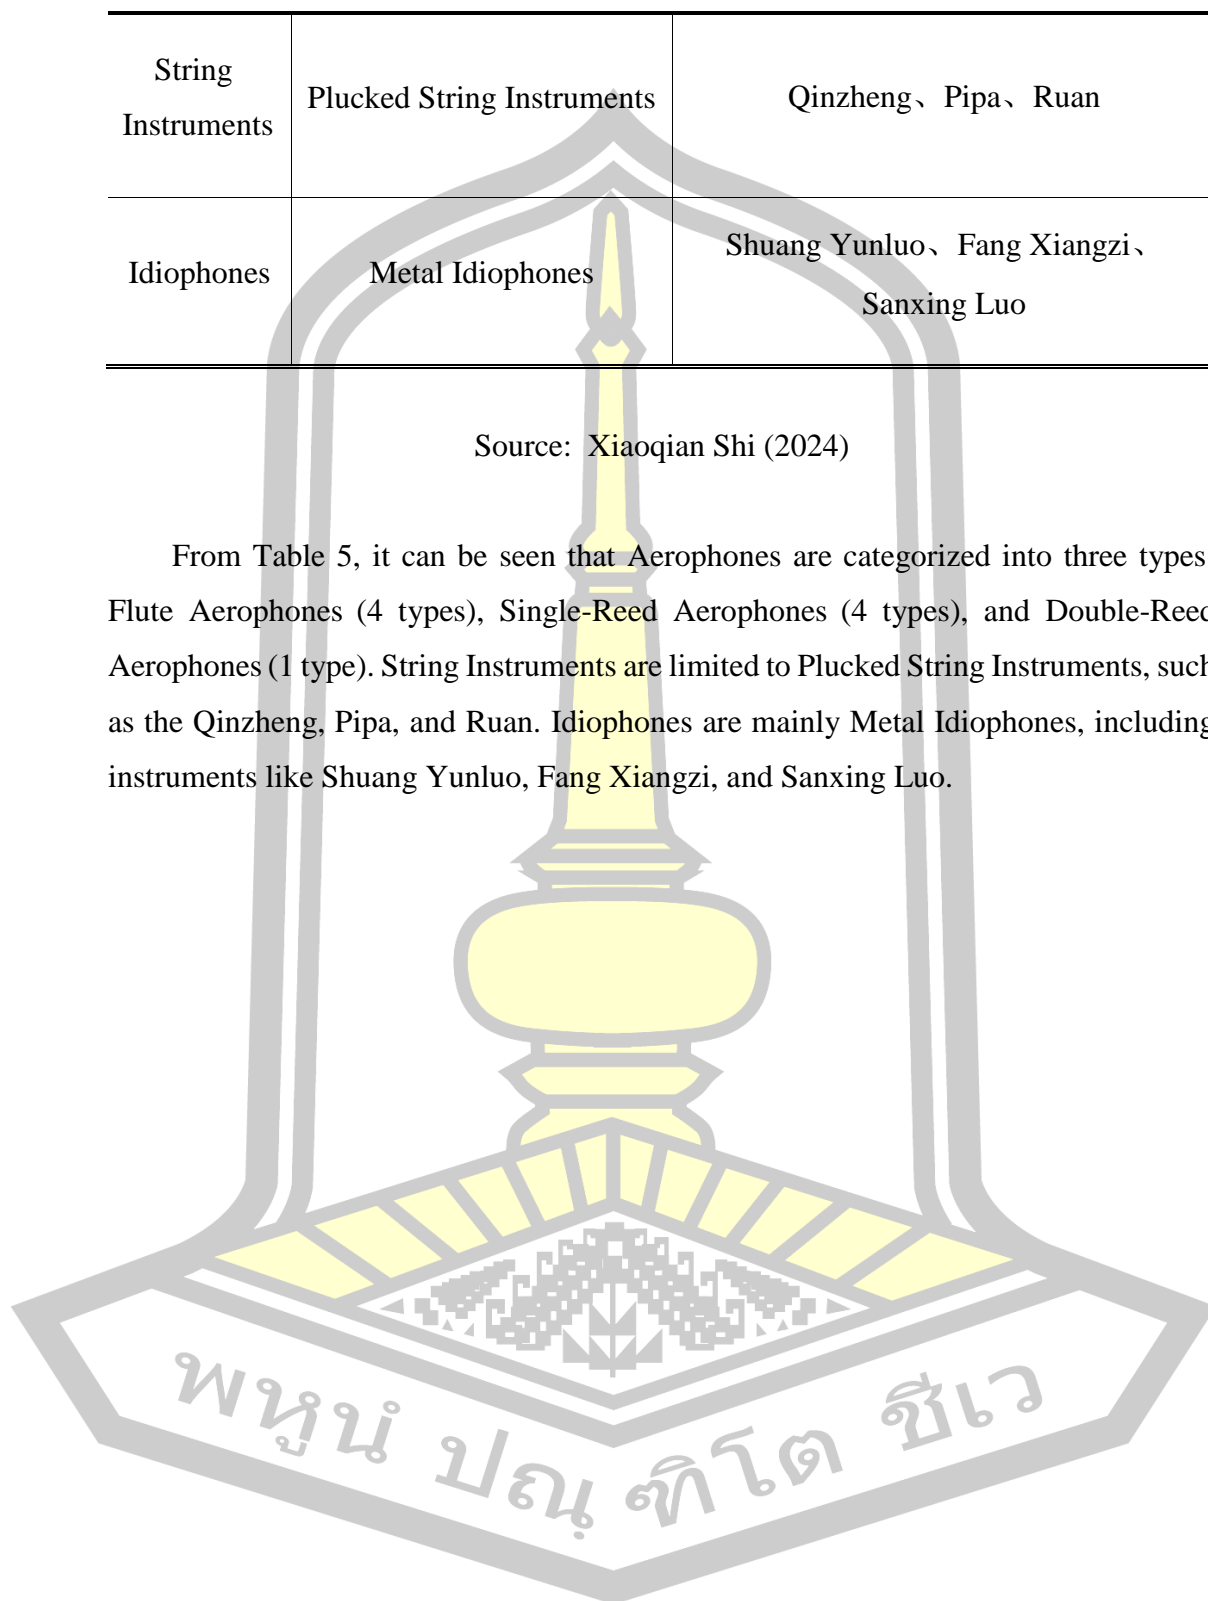 String
Instruments
Plucked String Instruments
Qinzheng、Pipa、Ruan
Idiophones
Metal Idiophones
Shuang Yunluo、Fang Xiangzi、
Sanxing Luo
Source: Xiaoqian Shi (2024)
From Table 5, it can be seen that Aerophones are categorized into three types
Flute Aerophones (4 types), Single-Reed Aerophones (4 types), and Double-Reed
Aerophones (1 type). String Instruments are limited to Plucked String Instruments, such
as the Qinzheng, Pipa, and Ruan. Idiophones are mainly Metal Idiophones, including
instruments like Shuang Yunluo, Fang Xiangzi, and Sanxing Luo.
พหูนํ ปณฺฑิโต ชีเว